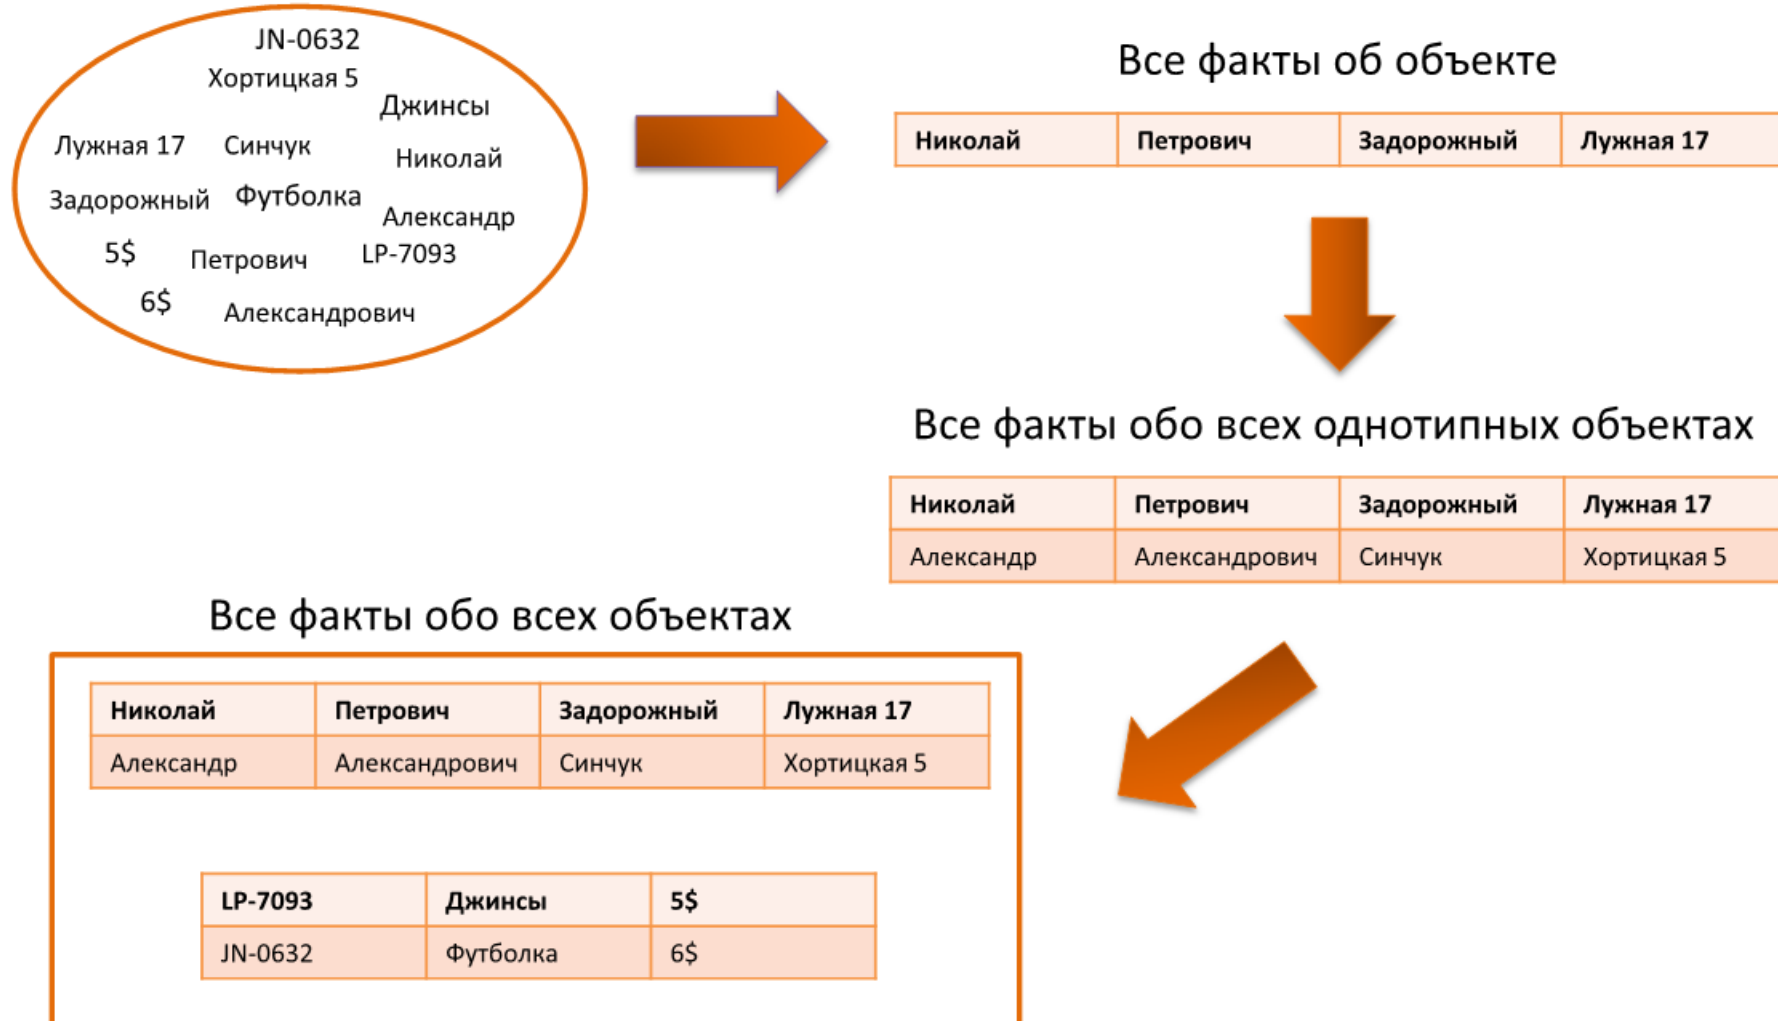 JN-0632
Хортицкая 5
Джинсы
Лужная 17 Синчук Николай
Задорожный Футболка Александр
5$ Петрович LP-7093
6$ Александрович
Все факты об объекте
Николай Петрович Задорожный Лужная 17
Все факты обо всех однотипных объектах
Николай Петрович Задорожный Лужная 17
Александр Александрович Синчук Хортицкая 5
Все факты обо всех объектах
Николай Петрович Задорожный Лужная 17
Александр Александрович Синчук Хортицкая 5
LP-7093 Джинсы 5$
JN-0632 Футболка 6$